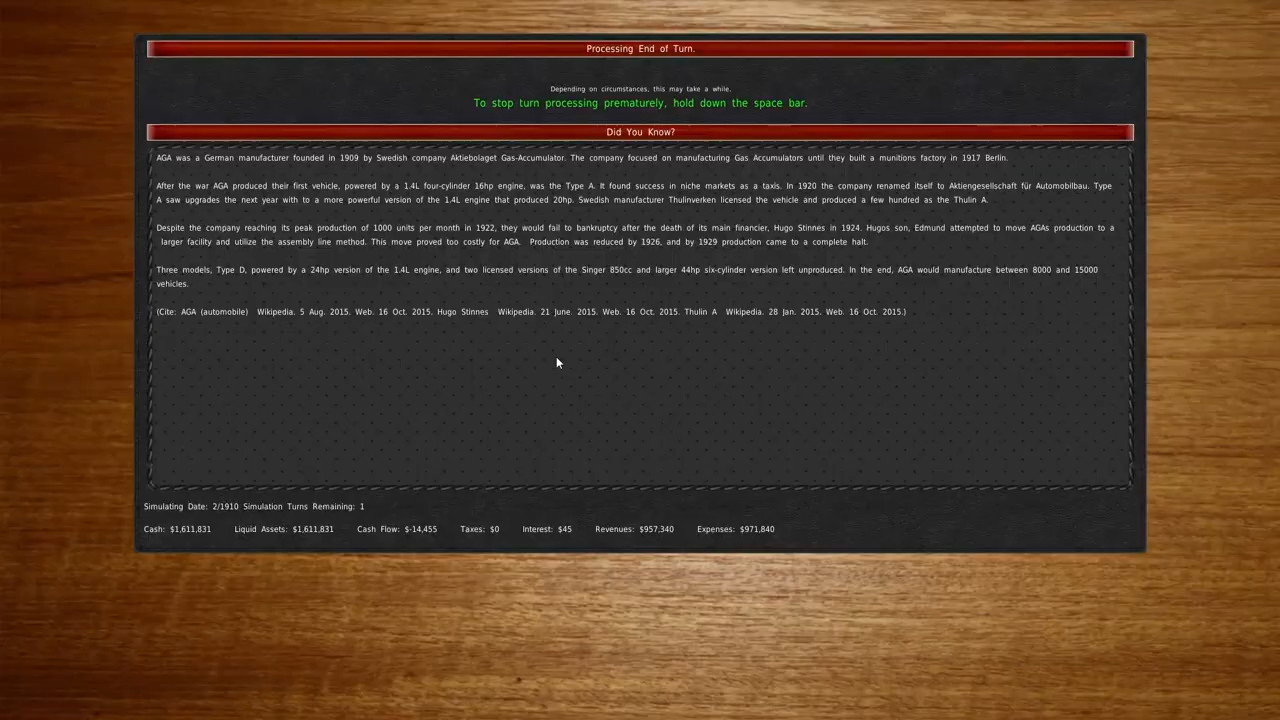 Processing End of Turn.
Depending on circumstances, this may take a while.
To stop turn processing prematurely, hold down the space bar.
Did You Know?
AGA was a German manufacturer founded in 1909 by Swedish company Aktiebolaget Gas-Accumulator. The company focused on manufacturing Gas Accumulators until they built a munitions factory in 1917 Berlin.
After the war AGA produced their first vehicle, powered by a 1.4L four-cylinder 16hp engine, was the Type A. It found success in niche markets as a taxis. In 1920 the company renamed itself to Aktiengesellschaft für Automobilbau. Type
A saw upgrades the next year with to a more powerful version of the 1.4L engine that produced 20hp. Swedish manufacturer Thulinverken licensed the vehicle and produced a few hundred as the Thulin A.
Despite the company reaching its peak production of 1000 units per month in 1922, they would fail to bankruptcy after the death of its main financier, Hugo Stinnes in 1924. Hugos son, Edmund attempted to move AGAs production to a
larger facility and utilize the assembly line method. This move proved too costly for AGA. Production was reduced by 1926, and by 1929 production came to a complete halt.
Three models, Type D, powered by a 24hp version of the 1.4L engine, and two licensed versions of the Singer 850cc and larger 44hp six-cylinder version left unproduced. In the end, AGA would manufacture between 8000 and 15000
vehicles.
(Cite: AGA (automobile) Wikipedia. 5 Aug. 2015. Web. 16 Oct. 2015. Hugo Stinnes Wikipedia. 21 June. 2015. Web. 16 Oct. 2015. Thulin A Wikipedia. 28 Jan. 2015. Web. 16 Oct. 2015.)
Simulating Date: 2/1910 Simulation Turns Remaining: 1
Cash: $1,611,831 Liquid Assets: $1,611,831 Cash Flow: $-14,455 Taxes: $0 Interest: $45 Revenues: $957,340 Expenses: $971,840